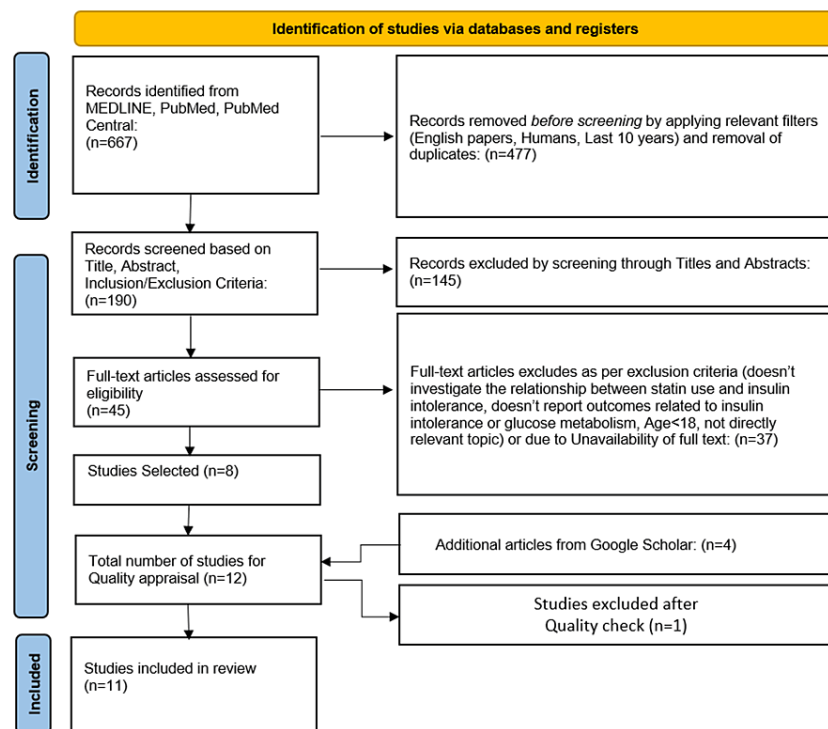 Identification of studies via databases and registers
Identification
Records identified from
MEDLINE, PubMed, PubMed
Central:
(n=667)
Records removed before screening by applying relevant filters
(English papers, Humans, Last 10 years) and removal of
duplicates: (n=477)
Screening
Records screened based on
Title, Abstract,
Inclusion/Exclusion Criteria:
(n=190)
Records excluded by screening through Titles and Abstracts:
(n=145)
Full-text articles assessed for
eligibility
(n=45)
Full-text articles excludes as per exclusion criteria (doesn't
investigate the relationship between statin use and insulin
intolerance, doesn't report outcomes related to insulin
intolerance or glucose metabolism, Age<18, not directly
relevant topic) or due to Unavailability of full text: (n=37)
Studies Selected (n=8)
Additional articles from Google Scholar: (n=4)
Total number of studies for
Quality appraisal (n=12)
Studies excluded after
Quality check (n=1)
Included
Studies included in review
(n=11)